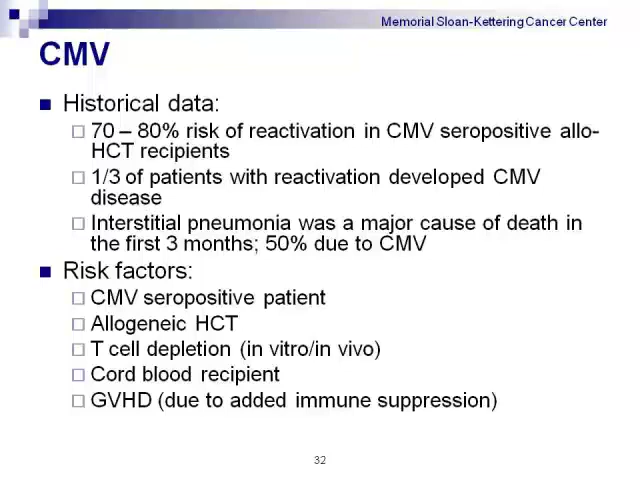 Memorial Sloan-Kettering Cancer Center
CMV
Historical data:
70 – 80% risk of reactivation in CMV seropositive allo-
HCT recipients
1/3 of patients with reactivation developed CMV
disease
Interstitial pneumonia was a major cause of death in
the first 3 months; 50% due to CMV
Risk factors:
CMV seropositive patient
Allogeneic HCT
T cell depletion (in vitro/in vivo)
Cord blood recipient
GVHD (due to added immune suppression)
32